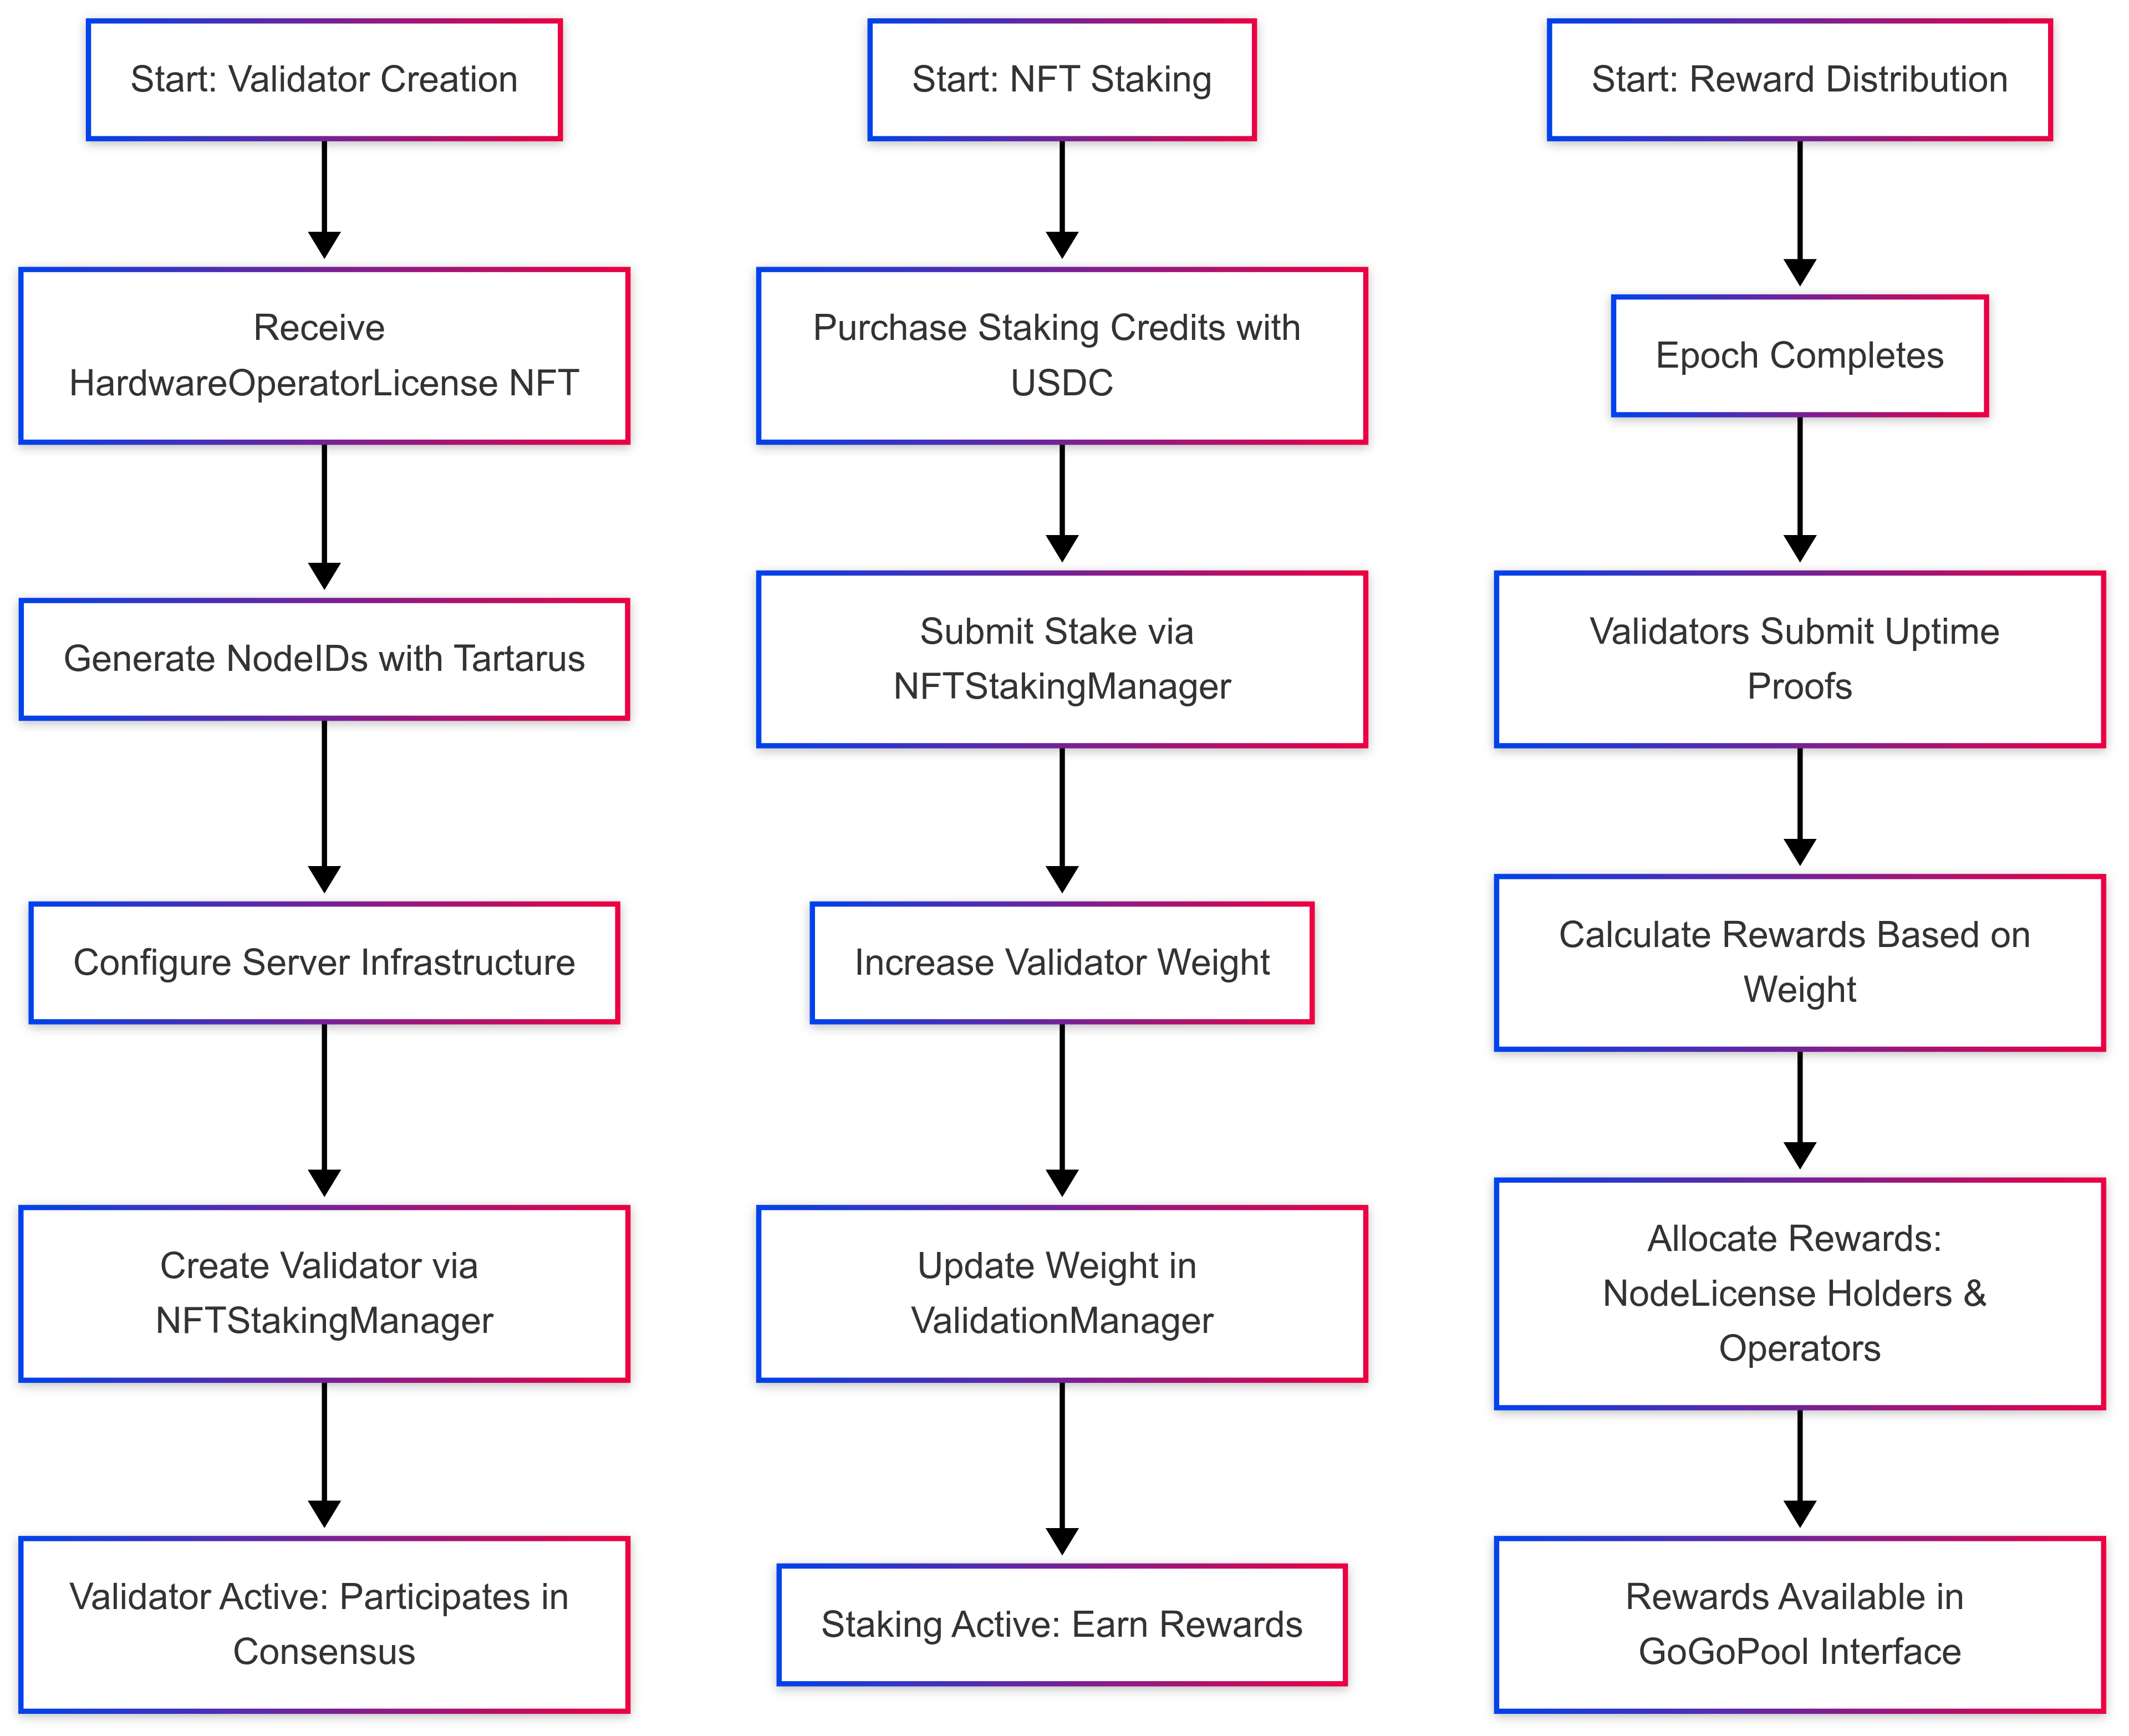 Start: Validator Creation
Receive
HardwareOperatorLicense NFT
Generate NodeIDs with Tartarus
Configure Server Infrastructure
Create Validator via
NFTStakingManager
Validator Active: Participates in
Consensus
Start: NFT Staking
Purchase Staking Credits with
USDC
Submit Stake via
NFTStakingManager
Increase Validator Weight
Update Weight in
ValidationManager
Staking Active: Earn Rewards
Start: Reward Distribution
Epoch Completes
Validators Submit Uptime
Proofs
Calculate Rewards Based on
Weight
Allocate Rewards:
NodeLicense Holders &
Operators
Rewards Available in
GoGoPool Interface